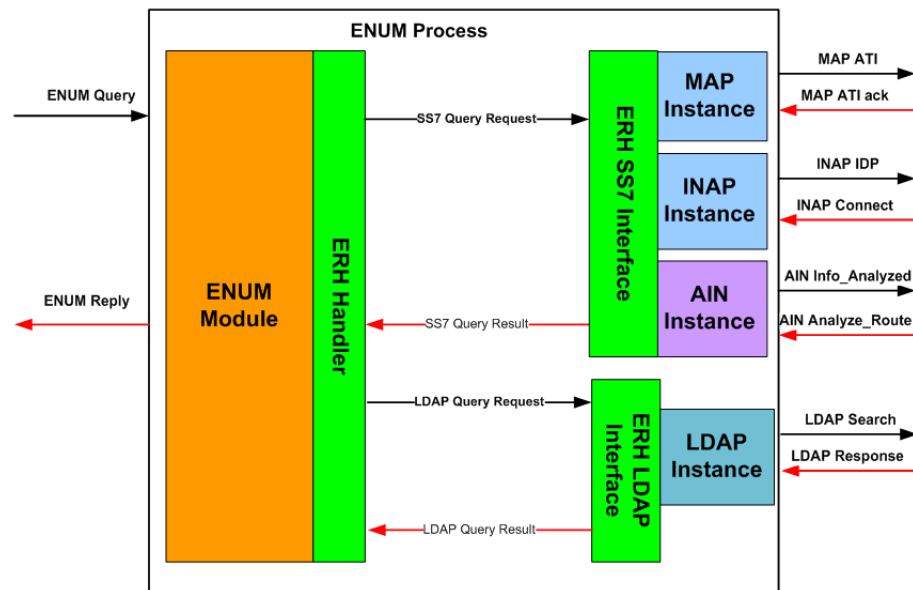 ENUM Process
ENUM Query
ENUM Reply
ENUM
Module
ERH Handler
SS7 Query Request
SS7 Query Result
LDAP Query Request
LDAP Query Result
ERH SS7 Interface
MAP
Instance
INAP
Instance
AIN
Instance
ERH LDAP
Interface
LDAP
Instance
MAP ATI
MAP ATI ack
INAP IDP
INAP Connect
AIN Info_Analyzed
AIN Analyze_Route
LDAP Search
LDAP Response